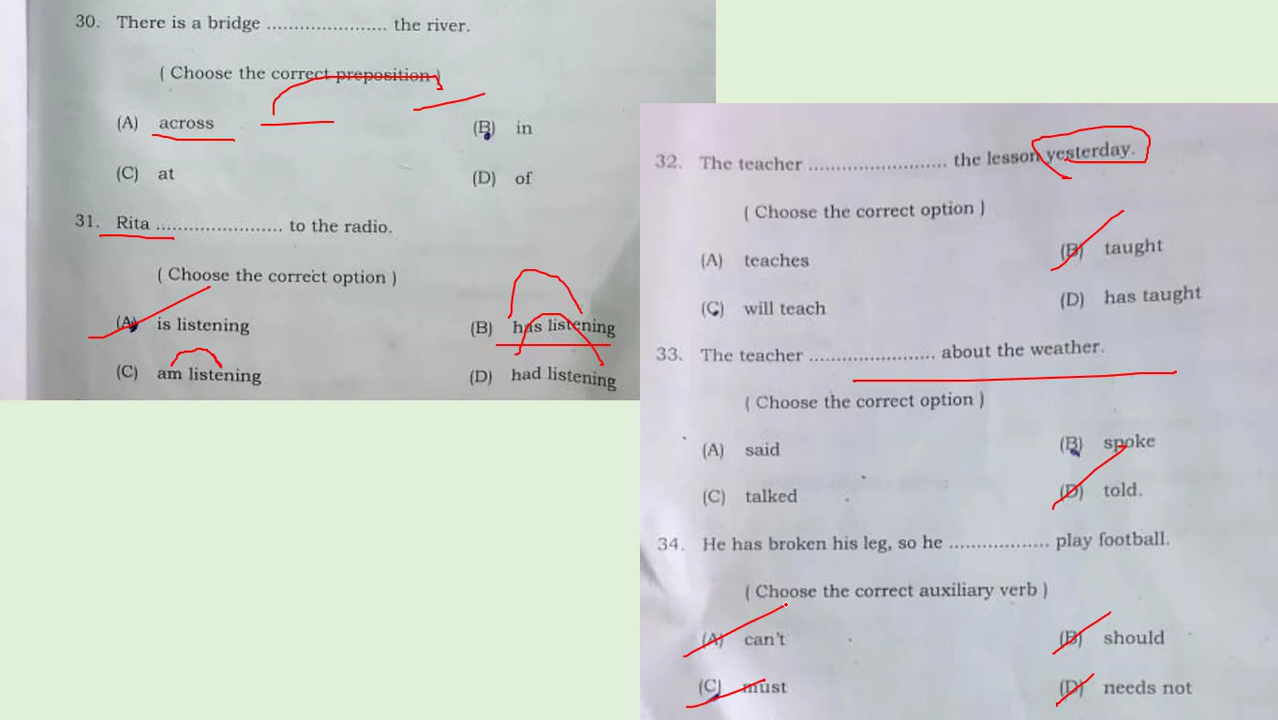 30. There is a bridge ...................... the river.
( Choose the correct preposition )
(A) across
(B) in
(C) at
(D) of
31. Rita ....................... to the radio.
( Choose the correct option )
(A) is listening
(B) has listening
(C) am listening
(D) had listening
32. The teacher ......................... the lesson yesterday.
( Choose the correct option )
(A) teaches
(B) taught
(C) will teach
(D) has taught
33. The teacher ....................... about the weather.
( Choose the correct option )
(A) said
(B) spoke
(C) talked
(D) told.
34. He has broken his leg, so he .................. play football.
( Choose the correct auxiliary verb )
(A) can't
(B) should
(C) must
(D) needs not